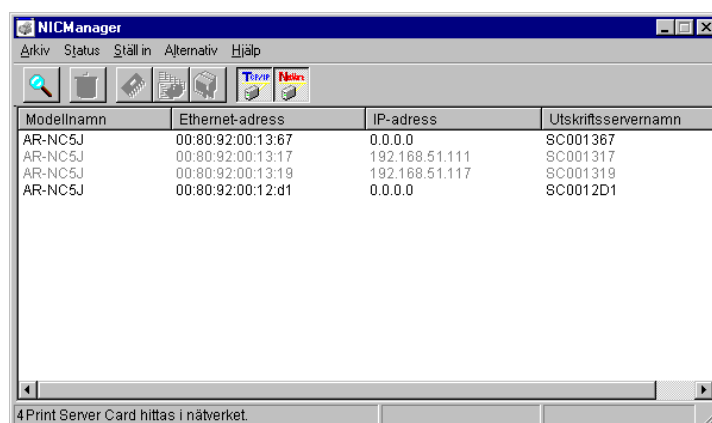 NICManager
Arkiv Status Ställ in Alternativ Hjälp
TCP/IP
Modellnamn Ethernet-adress IP-adress Utskriftsservernamn
AR-NC5J 00:80:92:00:13:67 0.0.0.0 SC001367
AR-NC5J 00:80:92:00:13:17 192.168.51.111 SC001317
AR-NC5J 00:80:92:00:13:19 192.168.51.117 SC001319
AR-NC5J 00:80:92:00:12:d1 0.0.0.0 SC0012D1
4 Print Server Card hittas i nätverket.